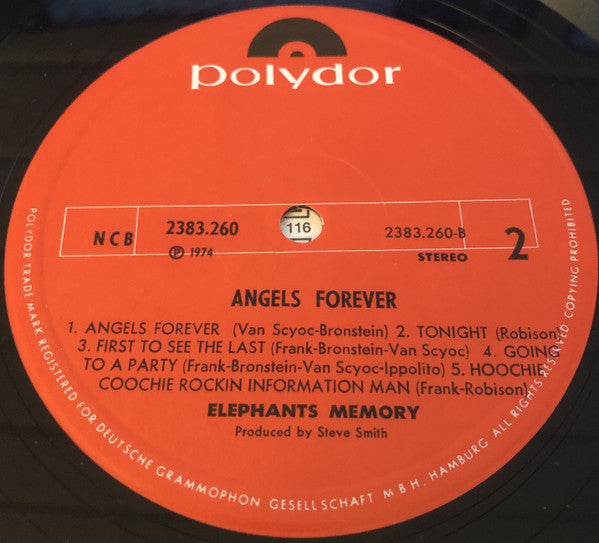 polydor
NCB
2383.260
℗ 1974
116
2383.260-B
STEREO
2
ANGELS FOREVER
1. ANGELS FOREVER (Van Scyoc-Bronstein) 2. TONIGHT (Robison)
3. FIRST TO SEE THE LAST (Frank-Bronstein-Van Scyoc) 4. GOING
TO A PARTY (Frank-Bronstein-Van Scyoc-Ippolito) 5. HOOCHIE
COOCHIE ROCKIN INFORMATION MAN (Frank-Robison)
ELEPHANTS MEMORY
Produced by Steve Smith
POLYDOR TRADE MARK REGISTERED FOR DEUTSCHE GRAMMOPHON GESELLSCHAFT MBH. HAMBURG ALL RIGHTS RESERVED COPYING PROHIBITED